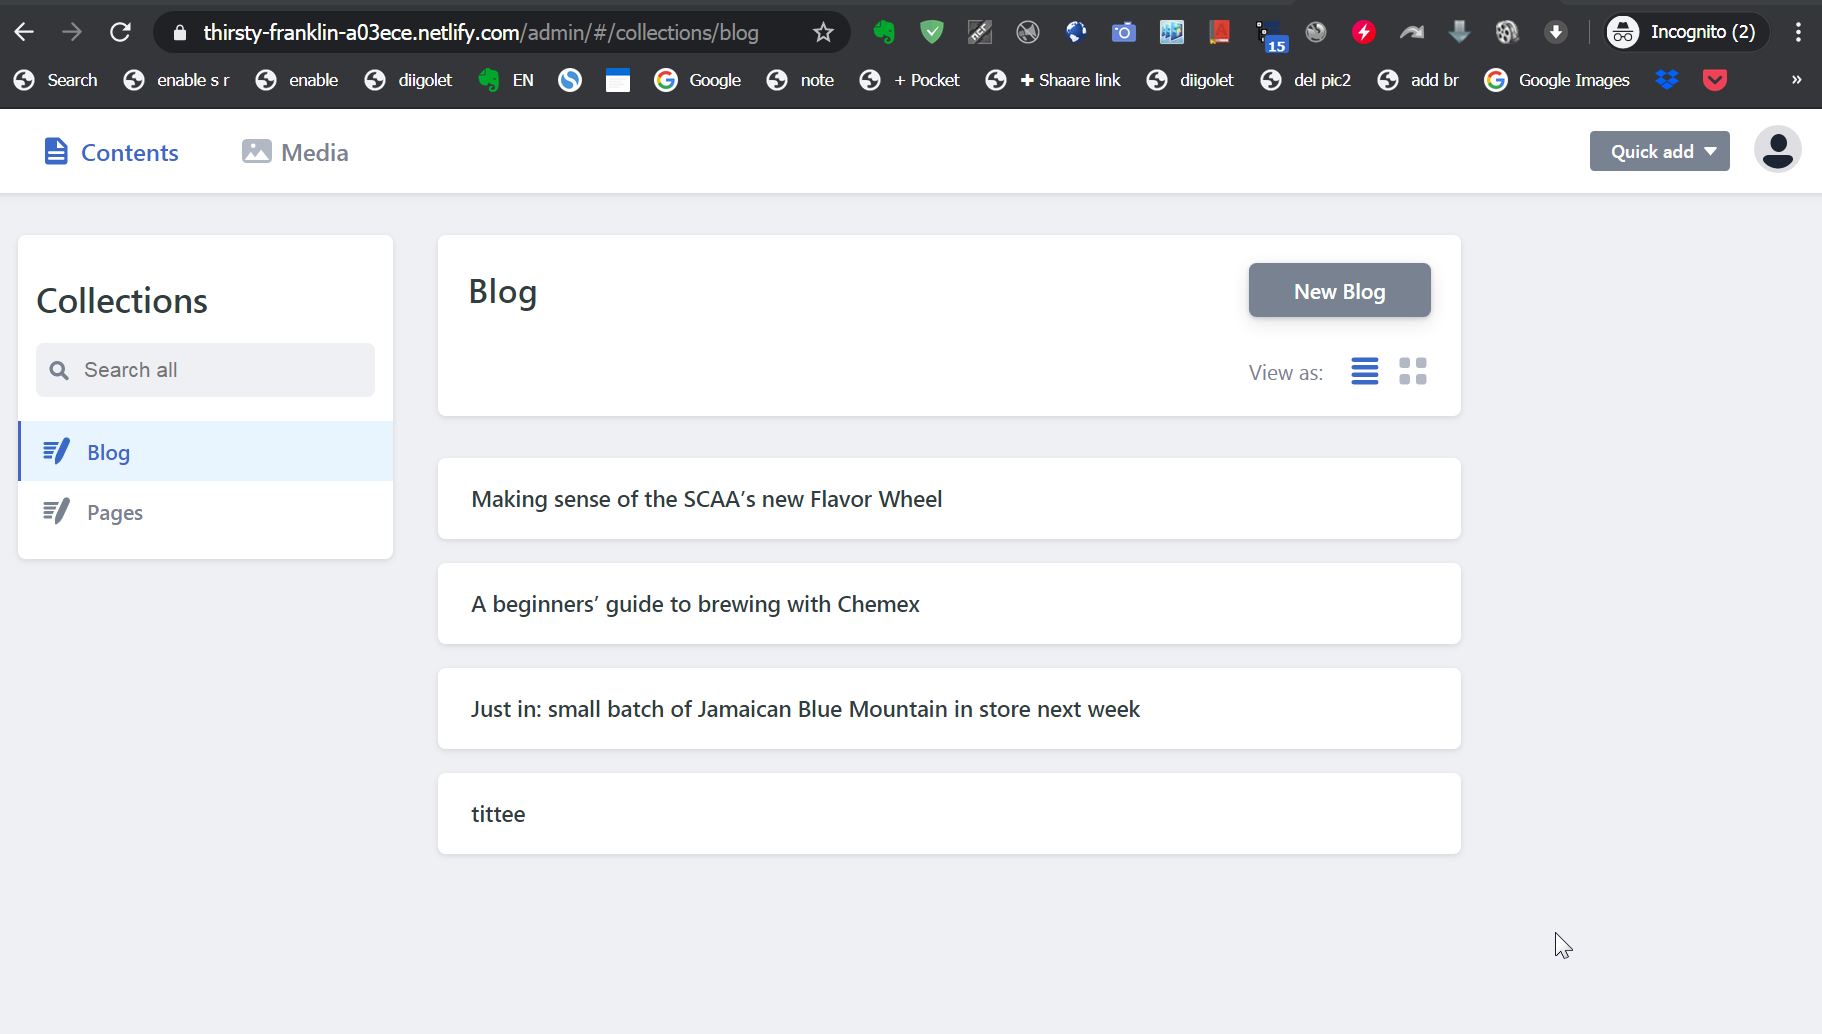 thirsty-franklin-a03ece.netlify.com/admin/#/collections/blog 15 Incognito (2)
Search enable s r enable diigolet EN Google note + Pocket + Shaare link diigolet del pic2 add br Google Images »
Contents Media Quick add
Collections
Search all
Blog
Pages
Blog
New Blog
View as:
Making sense of the SCAA’s new Flavor Wheel
A beginners’ guide to brewing with Chemex
Just in: small batch of Jamaican Blue Mountain in store next week
tittee